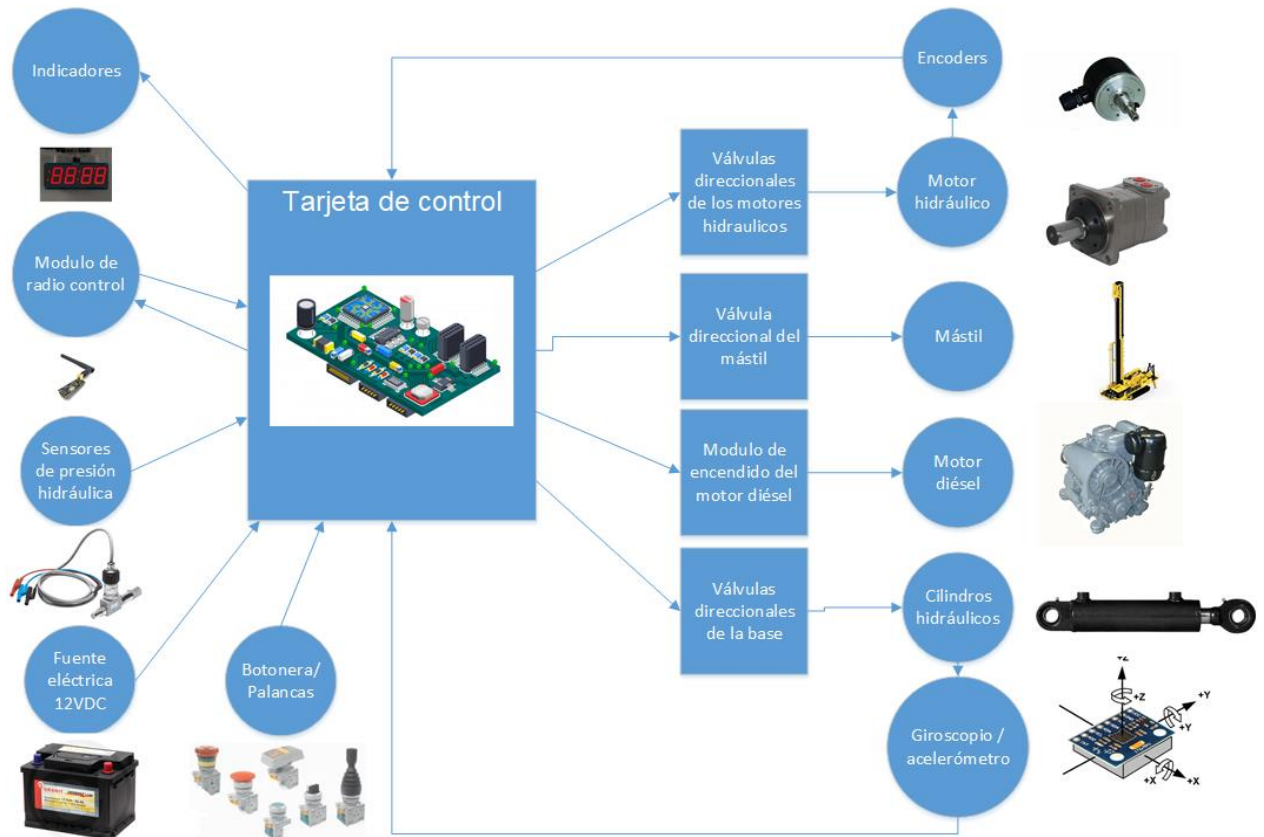 Indicadores
Encoders
88:88
Tarjeta de control
Válvulas
direccionales
de los motores
hidraulicos
Motor
hidráulico
Modulo de
radio control
Válvula
direccional del
mástil
Mástil
Sensores
de presión
hidráulica
Modulo de
encendido del
motor diésel
Motor
diésel
Válvulas
direccionales
de la base
Cilindros
hidráulicos
Fuente
eléctrica
12VDC
Botonera/
Palancas
Giroscopio /
acelerómetro
+Z
+Z
+Y
+Y
+X
+X